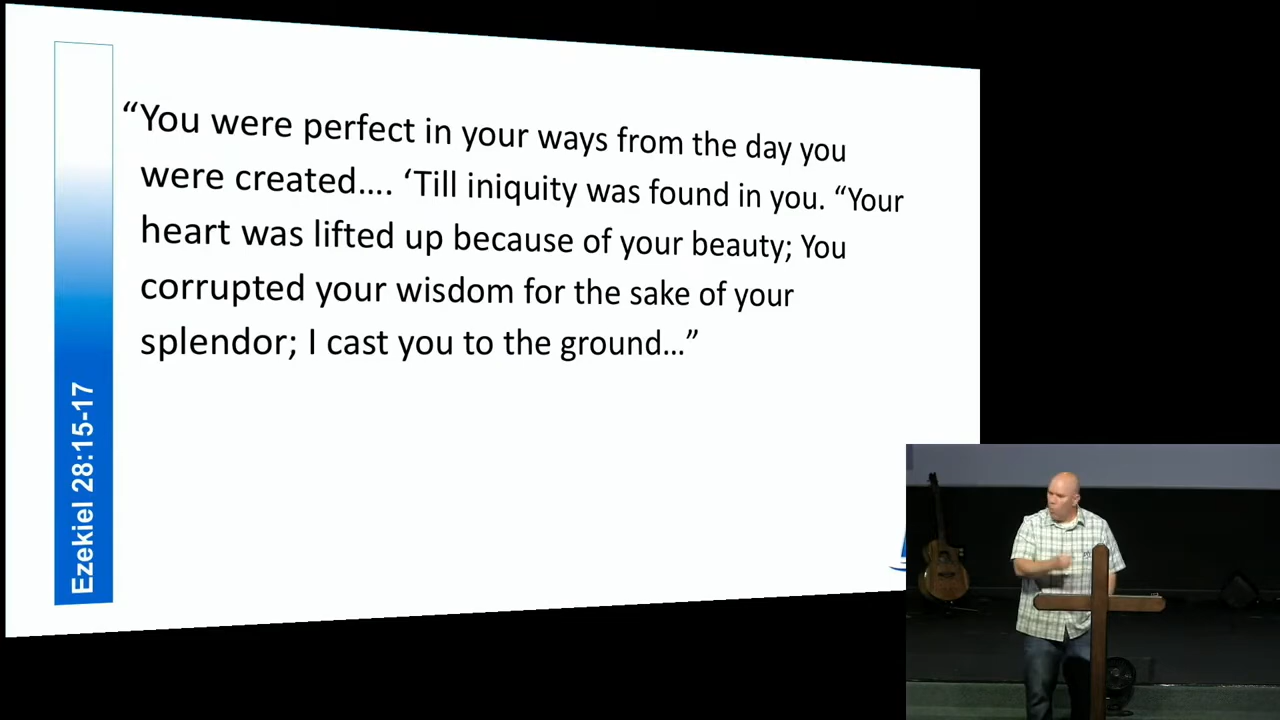 “You were perfect in your ways from the day you
were created…. ‘Till iniquity was found in you. “Your
heart was lifted up because of your beauty; You
corrupted your wisdom for the sake of your
splendor; I cast you to the ground…”
Ezekiel 28:15-17